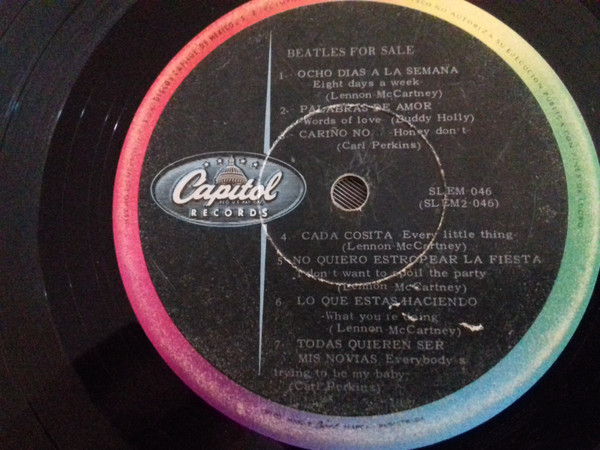 BEATLES FOR SALE
1- OCHO DIAS A LA SEMANA
Eight days a week
(Lennon-McCartney)
2- PALABRAS DE AMOR
Words of love (Buddy Holly)
CARIÑO NO Honey don't-
(Carl Perkins)
Capitol
RECORDS
SLEM-046
(SLEM2-046)
4- CADA COSITA -Every little thing-
(Lennon-McCartney)
5- NO QUIERO ESTROPEAR LA FIESTA
I don't want to spoil the party
(Lennon-McCartney)
6- LO QUE ESTAS HACIENDO
-What you're doing
(Lennon McCartney)
7- TODAS QUIEREN SER
MIS NOVIAS Everybody's
trying to be my baby-
(Carl Perkins)